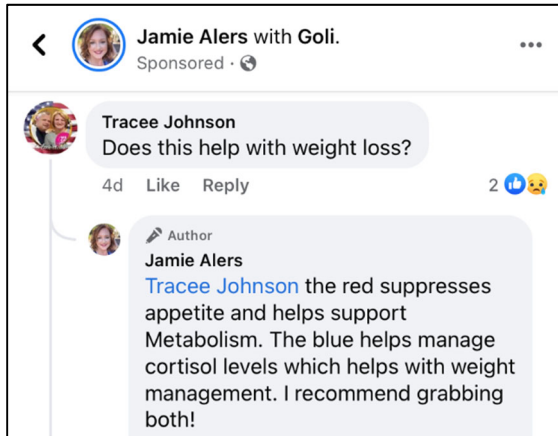 Jamie Alers with Goli.
Sponsored ·
Tracee Johnson
Does this help with weight loss?
4d Like Reply 2
Author
Jamie Alers
Tracee Johnson the red suppresses
appetite and helps support
Metabolism. The blue helps manage
cortisol levels which helps with weight
management. I recommend grabbing
both!